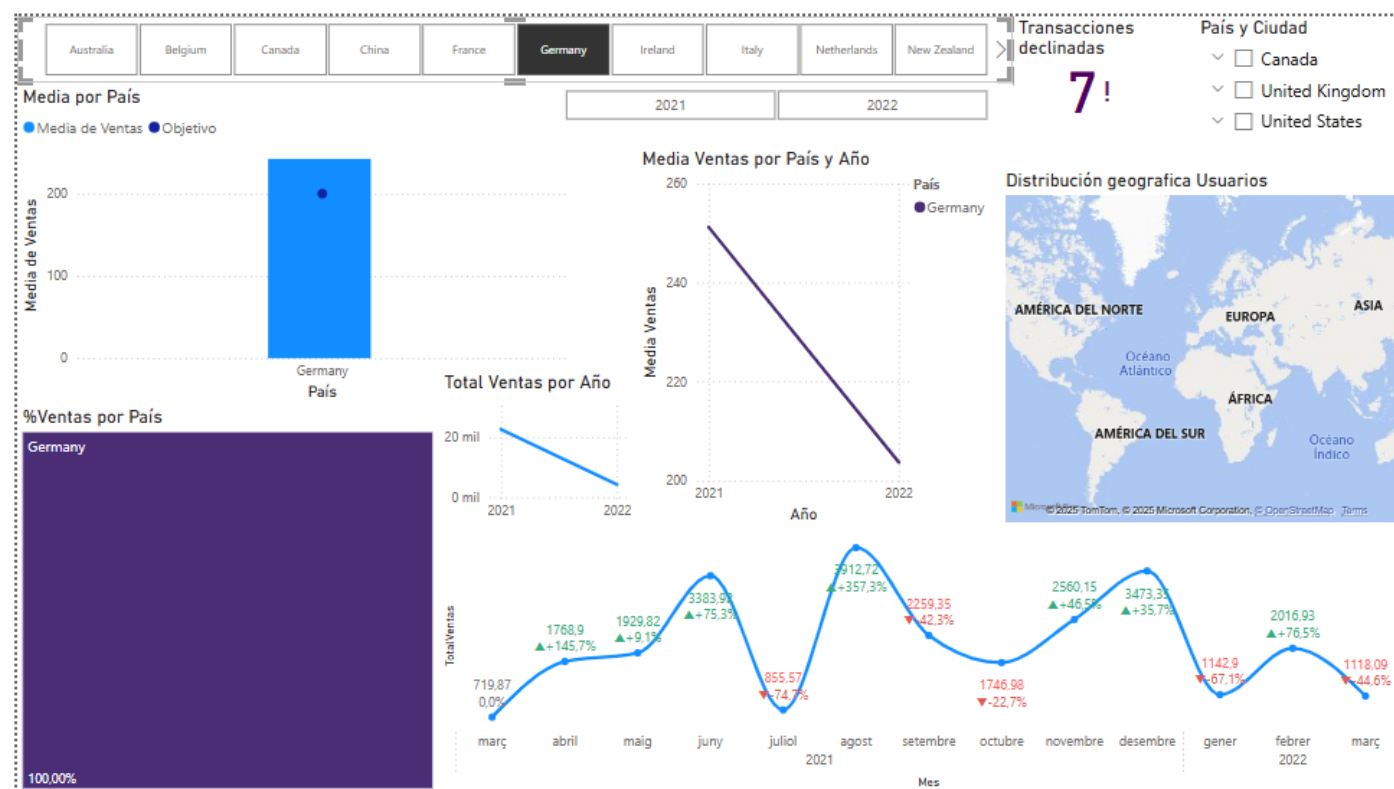 Australia
Belgium
Canada
China
France
Germany
Ireland
Italy
Netherlands
New Zealand
Transacciones
declinadas
7 !
País y Ciudad
Canada
United Kingdom
United States
Media por País
Media de Ventas Objetivo
2021
2022
200
100
0
Media de Ventas
Germany
País
Media Ventas por País y Año
260
240
220
200
Media Ventas
2021
2022
Año
País
Germany
Distribución geografica Usuarios
AMÉRICA DEL NORTE
EUROPA
ASIA
Océano
Atlántico
ÁFRICA
AMÉRICA DEL SUR
Océano
Índico
© 2025 TomTom, © 2025 Microsoft Corporation, © OpenStreetMap Terms
Total Ventas por Año
20 mil
0 mil
2021
2022
%Ventas por País
Germany
100,00%
TotalVentas
719,87
0,0%
1768,9
▲+145,7%
1929,82
▲+9,1%
3383,92
▲+75,3%
855,57
▼-74,7%
3912,72
▲+357,3%
2259,35
▼-42,3%
1746,98
▼-22,7%
2560,15
▲+46,5%
3473,35
▲+35,7%
1142,9
▼-67,1%
2016,93
▲+76,5%
1118,09
▼-44,6%
març
abril
maig
juny
juliol
agost
setembre
octubre
novembre
desembre
gener
febrer
març
2021
2022
Mes